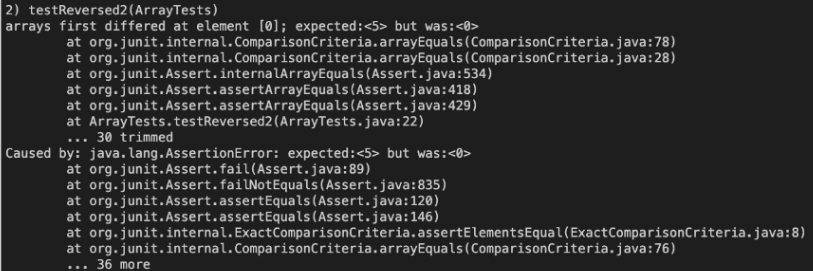 2) testReversed2(ArrayTests)
arrays first differed at element [0]; expected:<5> but was:<0>
at org.junit.internal.ComparisonCriteria.arrayEquals(ComparisonCriteria.java:78)
at org.junit.internal.ComparisonCriteria.arrayEquals(ComparisonCriteria.java:28)
at org.junit.Assert.internalArrayEquals(Assert.java:534)
at org.junit.Assert.assertArrayEquals(Assert.java:418)
at org.junit.Assert.assertArrayEquals(Assert.java:429)
at ArrayTests.testReversed2(ArrayTests.java:22)
... 30 trimmed
Caused by: java.lang.AssertionError: expected:<5> but was:<0>
at org.junit.Assert.fail(Assert.java:89)
at org.junit.Assert.failNotEquals(Assert.java:835)
at org.junit.Assert.assertEquals(Assert.java:120)
at org.junit.Assert.assertEquals(Assert.java:146)
at org.junit.internal.ExactComparisonCriteria.assertElementsEqual(ExactComparisonCriteria.java:8)
at org.junit.internal.ComparisonCriteria.arrayEquals(ComparisonCriteria.java:76)
... 36 more